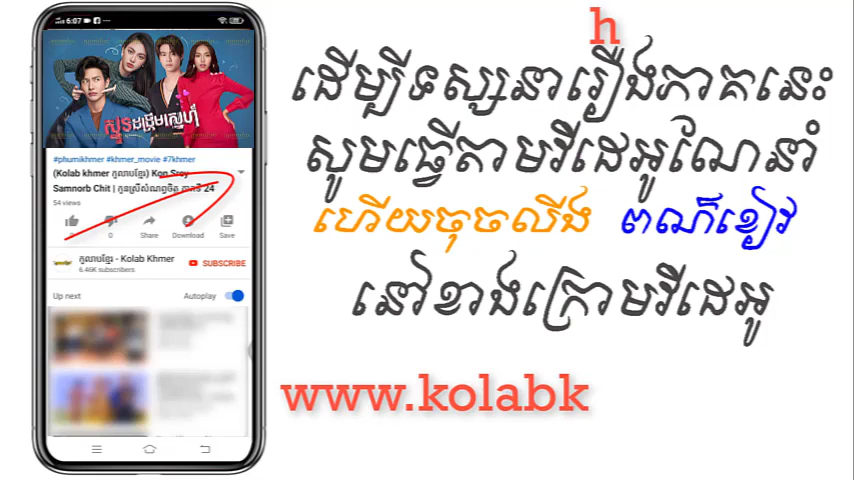 6:07
ស្នេហ៍
#phumikhmer #khmer_movie #7khmer
(Kolab khmer កូលាបខ្មែរ) Kon Srey
Samnorb Chit | កូនស្រីសំណព្វចិត្ត ភាគទី 24
54 views
0 0 Share Download Save
កូលាបខ្មែរ - Kolab Khmer
6.46K subscribers
SUBSCRIBE
Up next Autoplay
h
ដើម្បីទស្សនារឿងភាគនេះ
សូមធ្វើតាមវីដេអូណែនាំ
ហើយចុចលីង ពណ៌ខៀវ
នៅខាងក្រោមវីដេអូ
www.kolabk